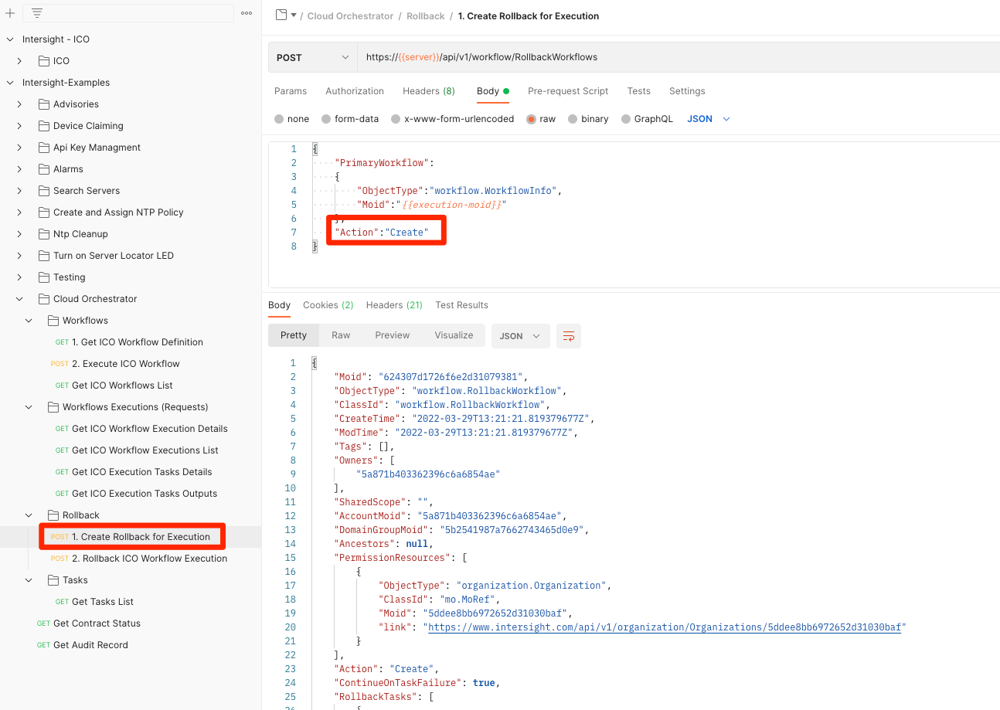 Intersight - ICO
ICO
Intersight-Examples
Advisories
Device Claiming
Api Key Managment
Alarms
Search Servers
Create and Assign NTP Policy
Ntp Cleanup
Turn on Server Locator LED
Testing
Cloud Orchestrator
Workflows
GET 1. Get ICO Workflow Definition
POST 2. Execute ICO Workflow
GET Get ICO Workflows List
Workflows Executions (Requests)
GET Get ICO Workflow Execution Details
GET Get ICO Workflow Executions List
GET Get ICO Execution Tasks Details
GET Get ICO Execution Tasks Outputs
Rollback
POST 1. Create Rollback for Execution
POST 2. Rollback ICO Workflow Execution
Tasks
GET Get Tasks List
GET Get Contract Status
GET Get Audit Record
/ Cloud Orchestrator / Rollback / 1. Create Rollback for Execution
POST https://{{server}}/api/v1/workflow/RollbackWorkflows
Params Authorization Headers (8) Body Pre-request Script Tests Settings
none form-data x-www-form-urlencoded raw binary GraphQL JSON
1 {
2 "PrimaryWorkflow":
3 {
4 "ObjectType":"workflow.WorkflowInfo",
5 "Moid":"{{execution-moid}}"
6 },
7 "Action":"Create"
8 }
Body Cookies (2) Headers (21) Test Results
Pretty Raw Preview Visualize JSON
1 {
2 "Moid": "624307d1726f6e2d31079381",
3 "ObjectType": "workflow.RollbackWorkflow",
4 "ClassId": "workflow.RollbackWorkflow",
5 "CreateTime": "2022-03-29T13:21:21.819379677Z",
6 "ModTime": "2022-03-29T13:21:21.819379677Z",
7 "Tags": [],
8 "Owners": [
9 "5a871b403362396c6a6854ae"
10 ],
11 "SharedScope": "",
12 "AccountMoid": "5a871b403362396c6a6854ae",
13 "DomainGroupMoid": "5b2541987a7662743465d0e9",
14 "Ancestors": null,
15 "PermissionResources": [
16 {
17 "ObjectType": "organization.Organization",
18 "ClassId": "mo.MoRef",
19 "Moid": "5ddee8bb6972652d31030baf",
20 "link": "https://www.intersight.com/api/v1/organization/Organizations/5ddee8bb6972652d31030baf"
21 }
22 ],
23 "Action": "Create",
24 "ContinueOnTaskFailure": true,
25 "RollbackTasks": [
26 {